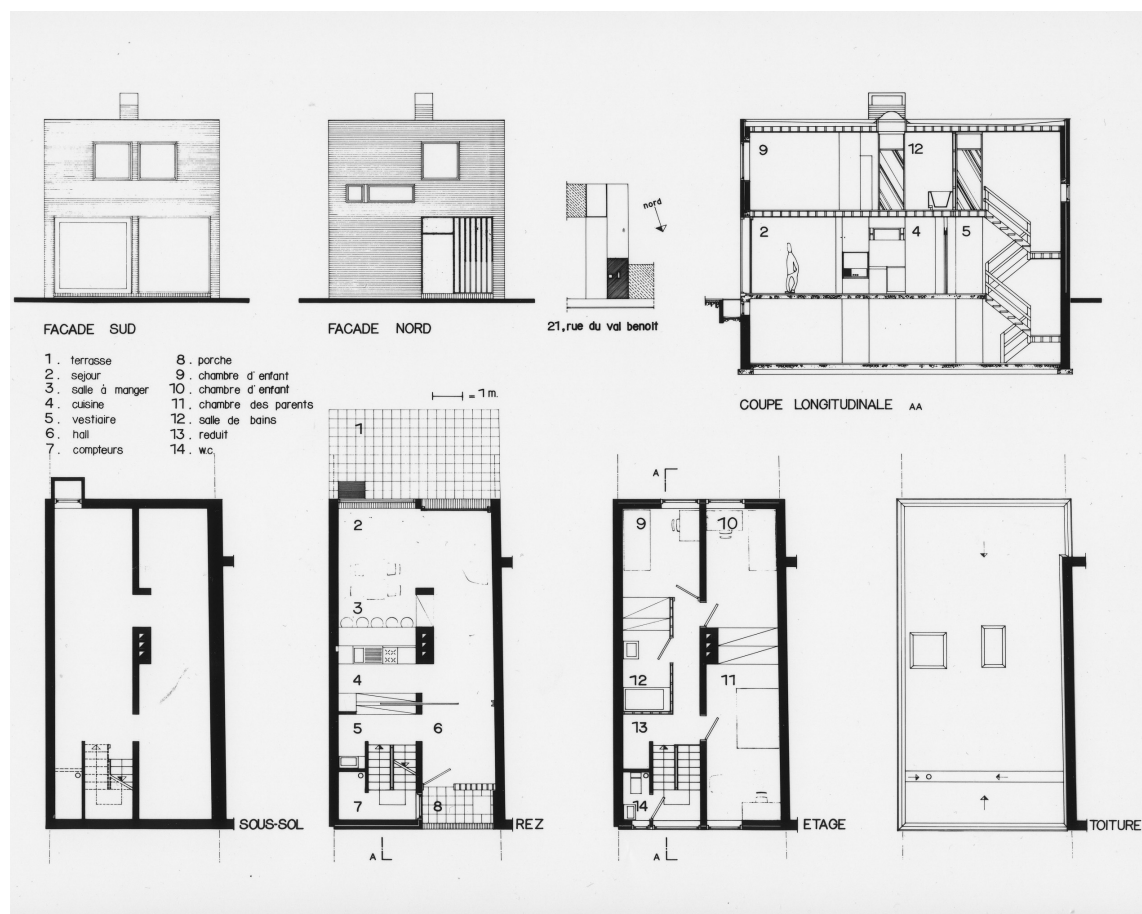 FACADE SUD
FACADE NORD
nord
21, rue du val benoit
9
12
2
4
5
COUPE LONGITUDINALE AA
1. terrasse
2. sejour
3. salle à manger
4. cuisine
5. vestiaire
6. hall
7. compteurs
8. porche
9. chambre d'enfant
10. chambre d'enfant
11. chambre des parents
12. salle de bains
13. reduit
14. w.c.
= 1 m.
SOUS-SOL
1
2
3
4
5
6
7
8
A
REZ
A
9
10
11
12
13
14
A
ETAGE
TOITURE